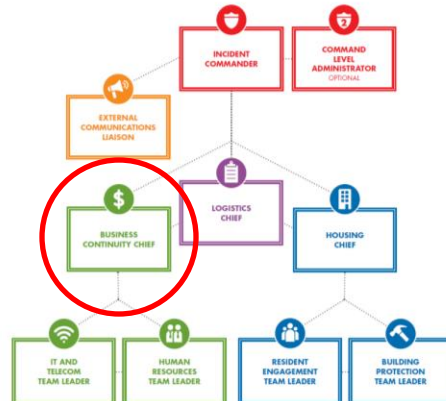 INCIDENT
COMMANDER
2
COMMAND
LEVEL
ADMINISTRATOR
OPTIONAL
EXTERNAL
COMMUNICATIONS
LIAISON
$
BUSINESS
CONTINUITY CHIEF
LOGISTICS
CHIEF
HOUSING
CHIEF
IT AND
TELECOM
TEAM LEADER
HUMAN
RESOURCES
TEAM LEADER
RESIDENT
ENGAGEMENT
TEAM LEADER
BUILDING
PROTECTION
TEAM LEADER